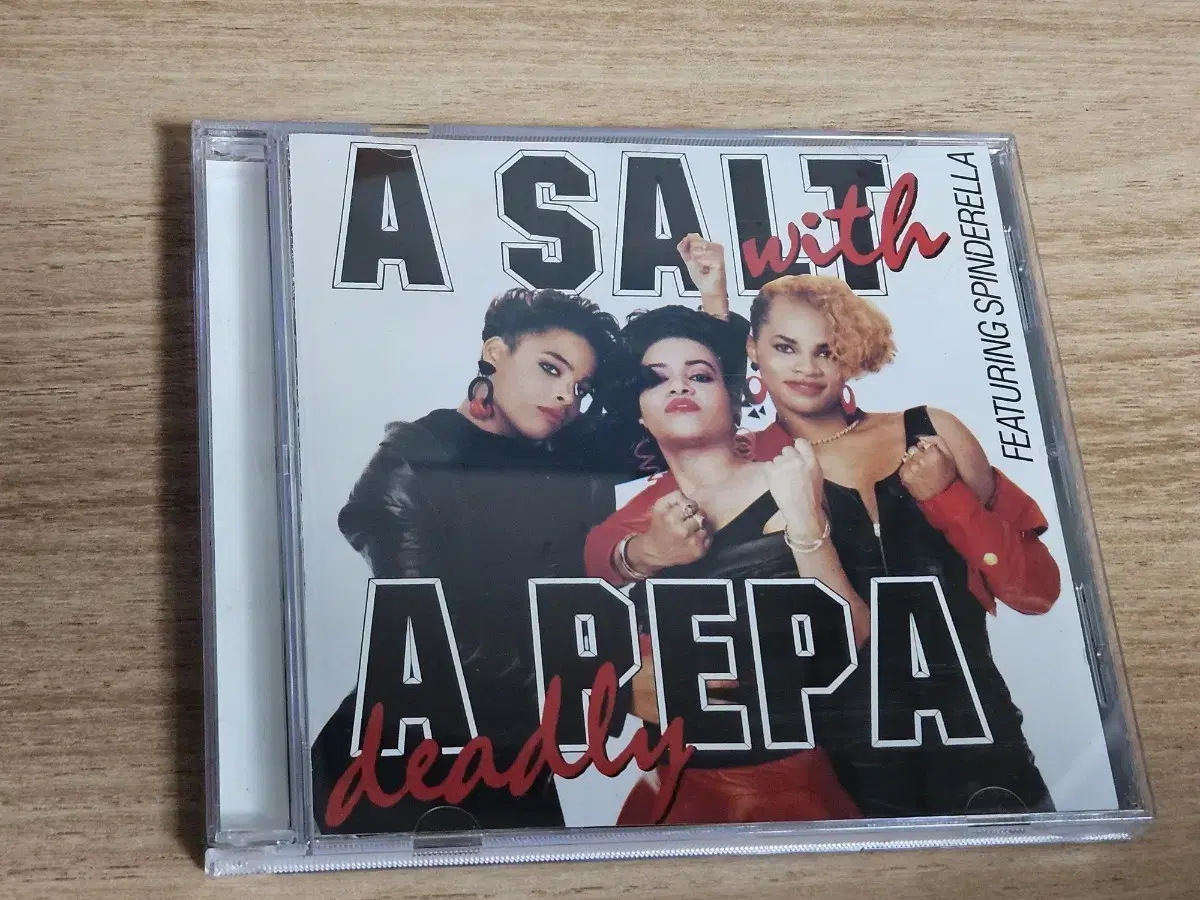 A SALT
with
FEATURING SPINDERELLA
A PEPA
deadly